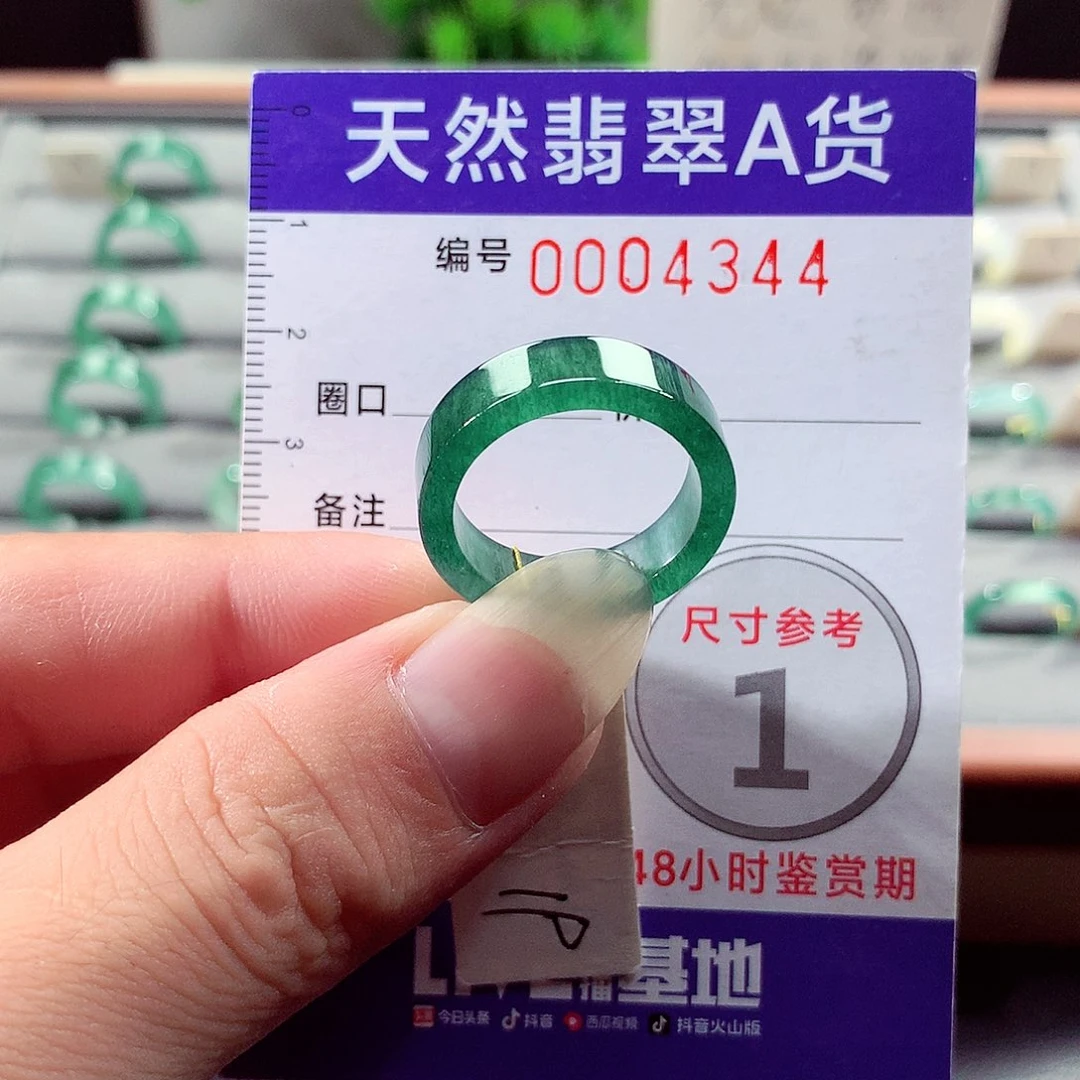 天然翡翠A货
编号 0004344
0
1
2
3
圈口
备注
尺寸参考
1
48小时鉴赏期
播基地
今日头条 抖音 西瓜视频 抖音火山版